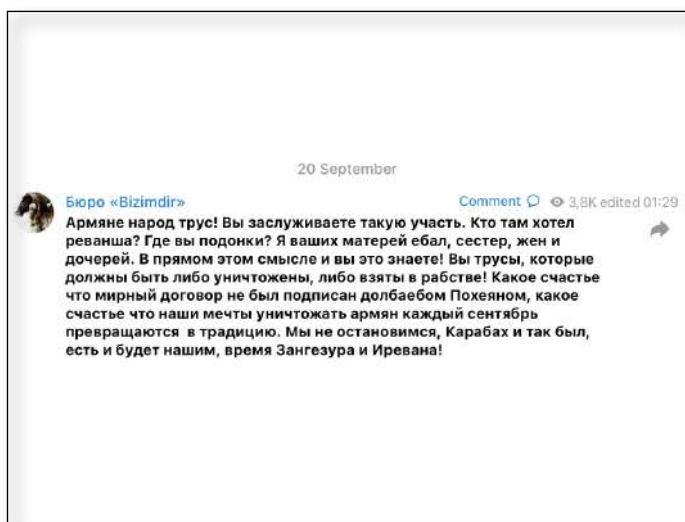 20 September
Бюро «Bizimdir»
Comment 3,8K edited 01:29
Армяне народ трус! Вы заслуживаете такую участь. Кто там хотел
реванша? Где вы подонки? Я ваших матерей ебал, сестер, жен и
дочерей. В прямом этом смысле и вы это знаете! Вы трусы, которые
должны быть либо уничтожены, либо взяты в рабстве! Какое счастье
что мирный договор не был подписан долбаебом Похеяном, какое
счастье что наши мечты уничтожать армян каждый сентябрь
превращаются в традицию. Мы не остановимся, Карабах и так был,
есть и будет нашим, время Зангезура и Иревана!